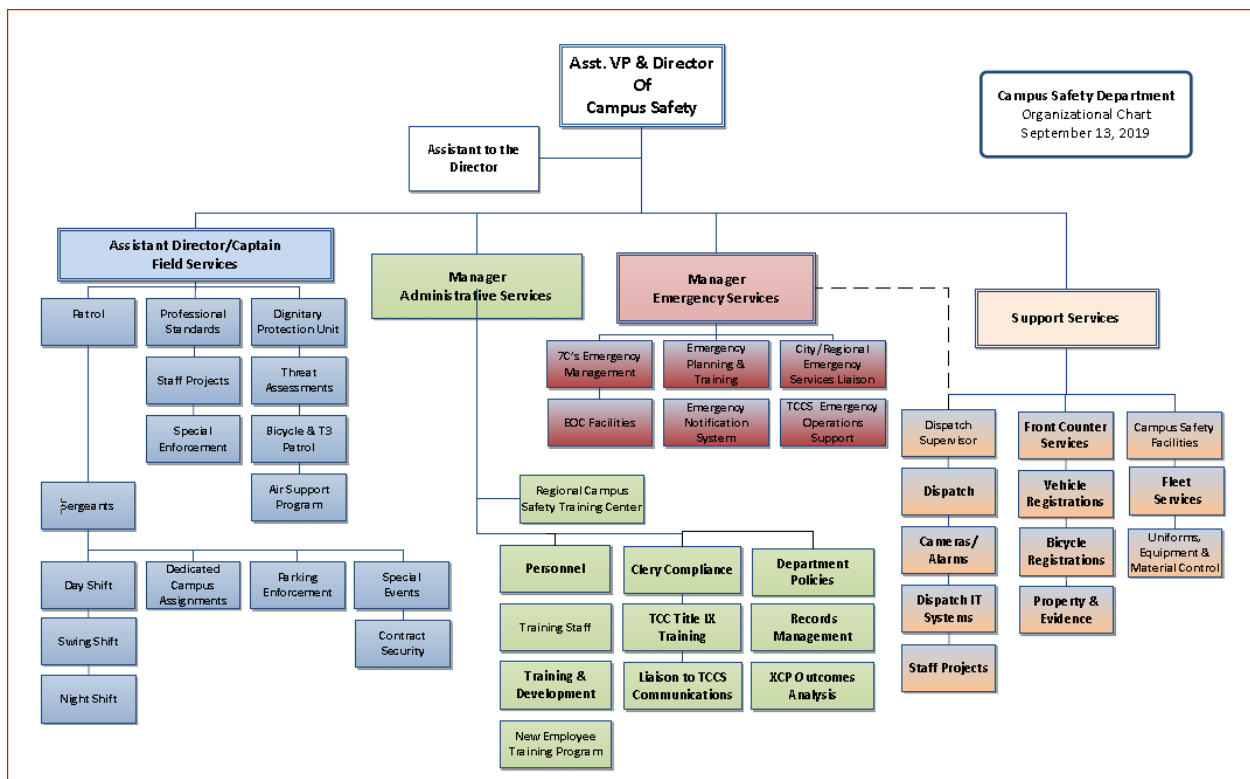 Asst. VP & Director
Of
Campus Safety
Campus Safety Department
Organizational Chart
September 13, 2019
Assistant to the
Director
Assistant Director/Captain
Field Services
Manager
Administrative Services
Manager
Emergency Services
Support Services
Patrol
Professional
Standards
Dignitary
Protection Unit
Staff Projects
Threat
Assessments
Special
Enforcement
Bicycle & T3
Patrol
Air Support
Program
Sergeants
Day Shift
Dedicated
Campus
Assignments
Parking
Enforcement
Special
Events
Swing Shift
Contract
Security
Night Shift
7C's Emergency
Management
Emergency
Planning &
Training
City/Regional
Emergency
Services Liaison
EOC Facilities
Emergency
Notification
System
TCCS Emergency
Operations
Support
Regional Campus
Safety Training Center
Personnel
Clery Compliance
Department
Policies
Training Staff
TCC Title IX
Training
Records
Management
Training &
Development
Liaison to TCCS
Communications
XCP Outcomes
Analysis
New Employee
Training Program
Dispatch
Supervisor
Front Counter
Services
Campus Safety
Facilities
Dispatch
Vehicle
Registrations
Fleet
Services
Cameras/
Alarms
Bicycle
Registrations
Uniforms,
Equipment &
Material Control
Dispatch IT
Systems
Property &
Evidence
Staff Projects